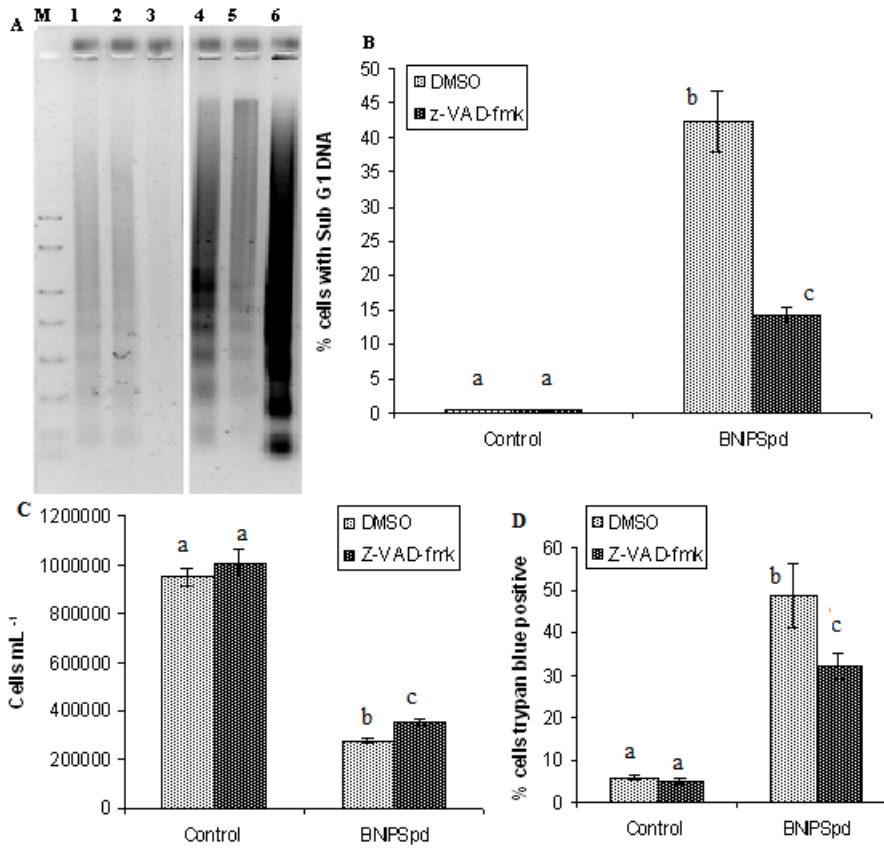 A
M 1 2 3 4 5 6
B
DMSO
z-VAD-fmk
% cells with Sub G1 DNA
50
45
40
35
30
25
20
15
10
5
0
a a b c
Control BNIPSpd
C
DMSO
Z-VAD-fmk
Cells mL -1
1200000
1000000
800000
600000
400000
200000
0
a a b c
Control BNIPSpd
D
DMSO
Z-VAD-fmk
% cells trypan blue positive
60
50
40
30
20
10
0
a a b c
Control BNIPSpd